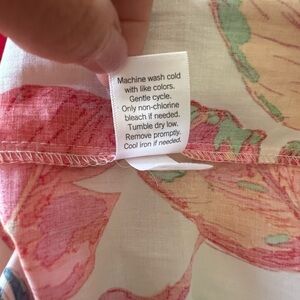 Machine wash cold
with like colors.
Gentle cycle.
Only non-chlorine
bleach if needed.
Tumble dry low.
Remove promptly.
Cool iron if needed.